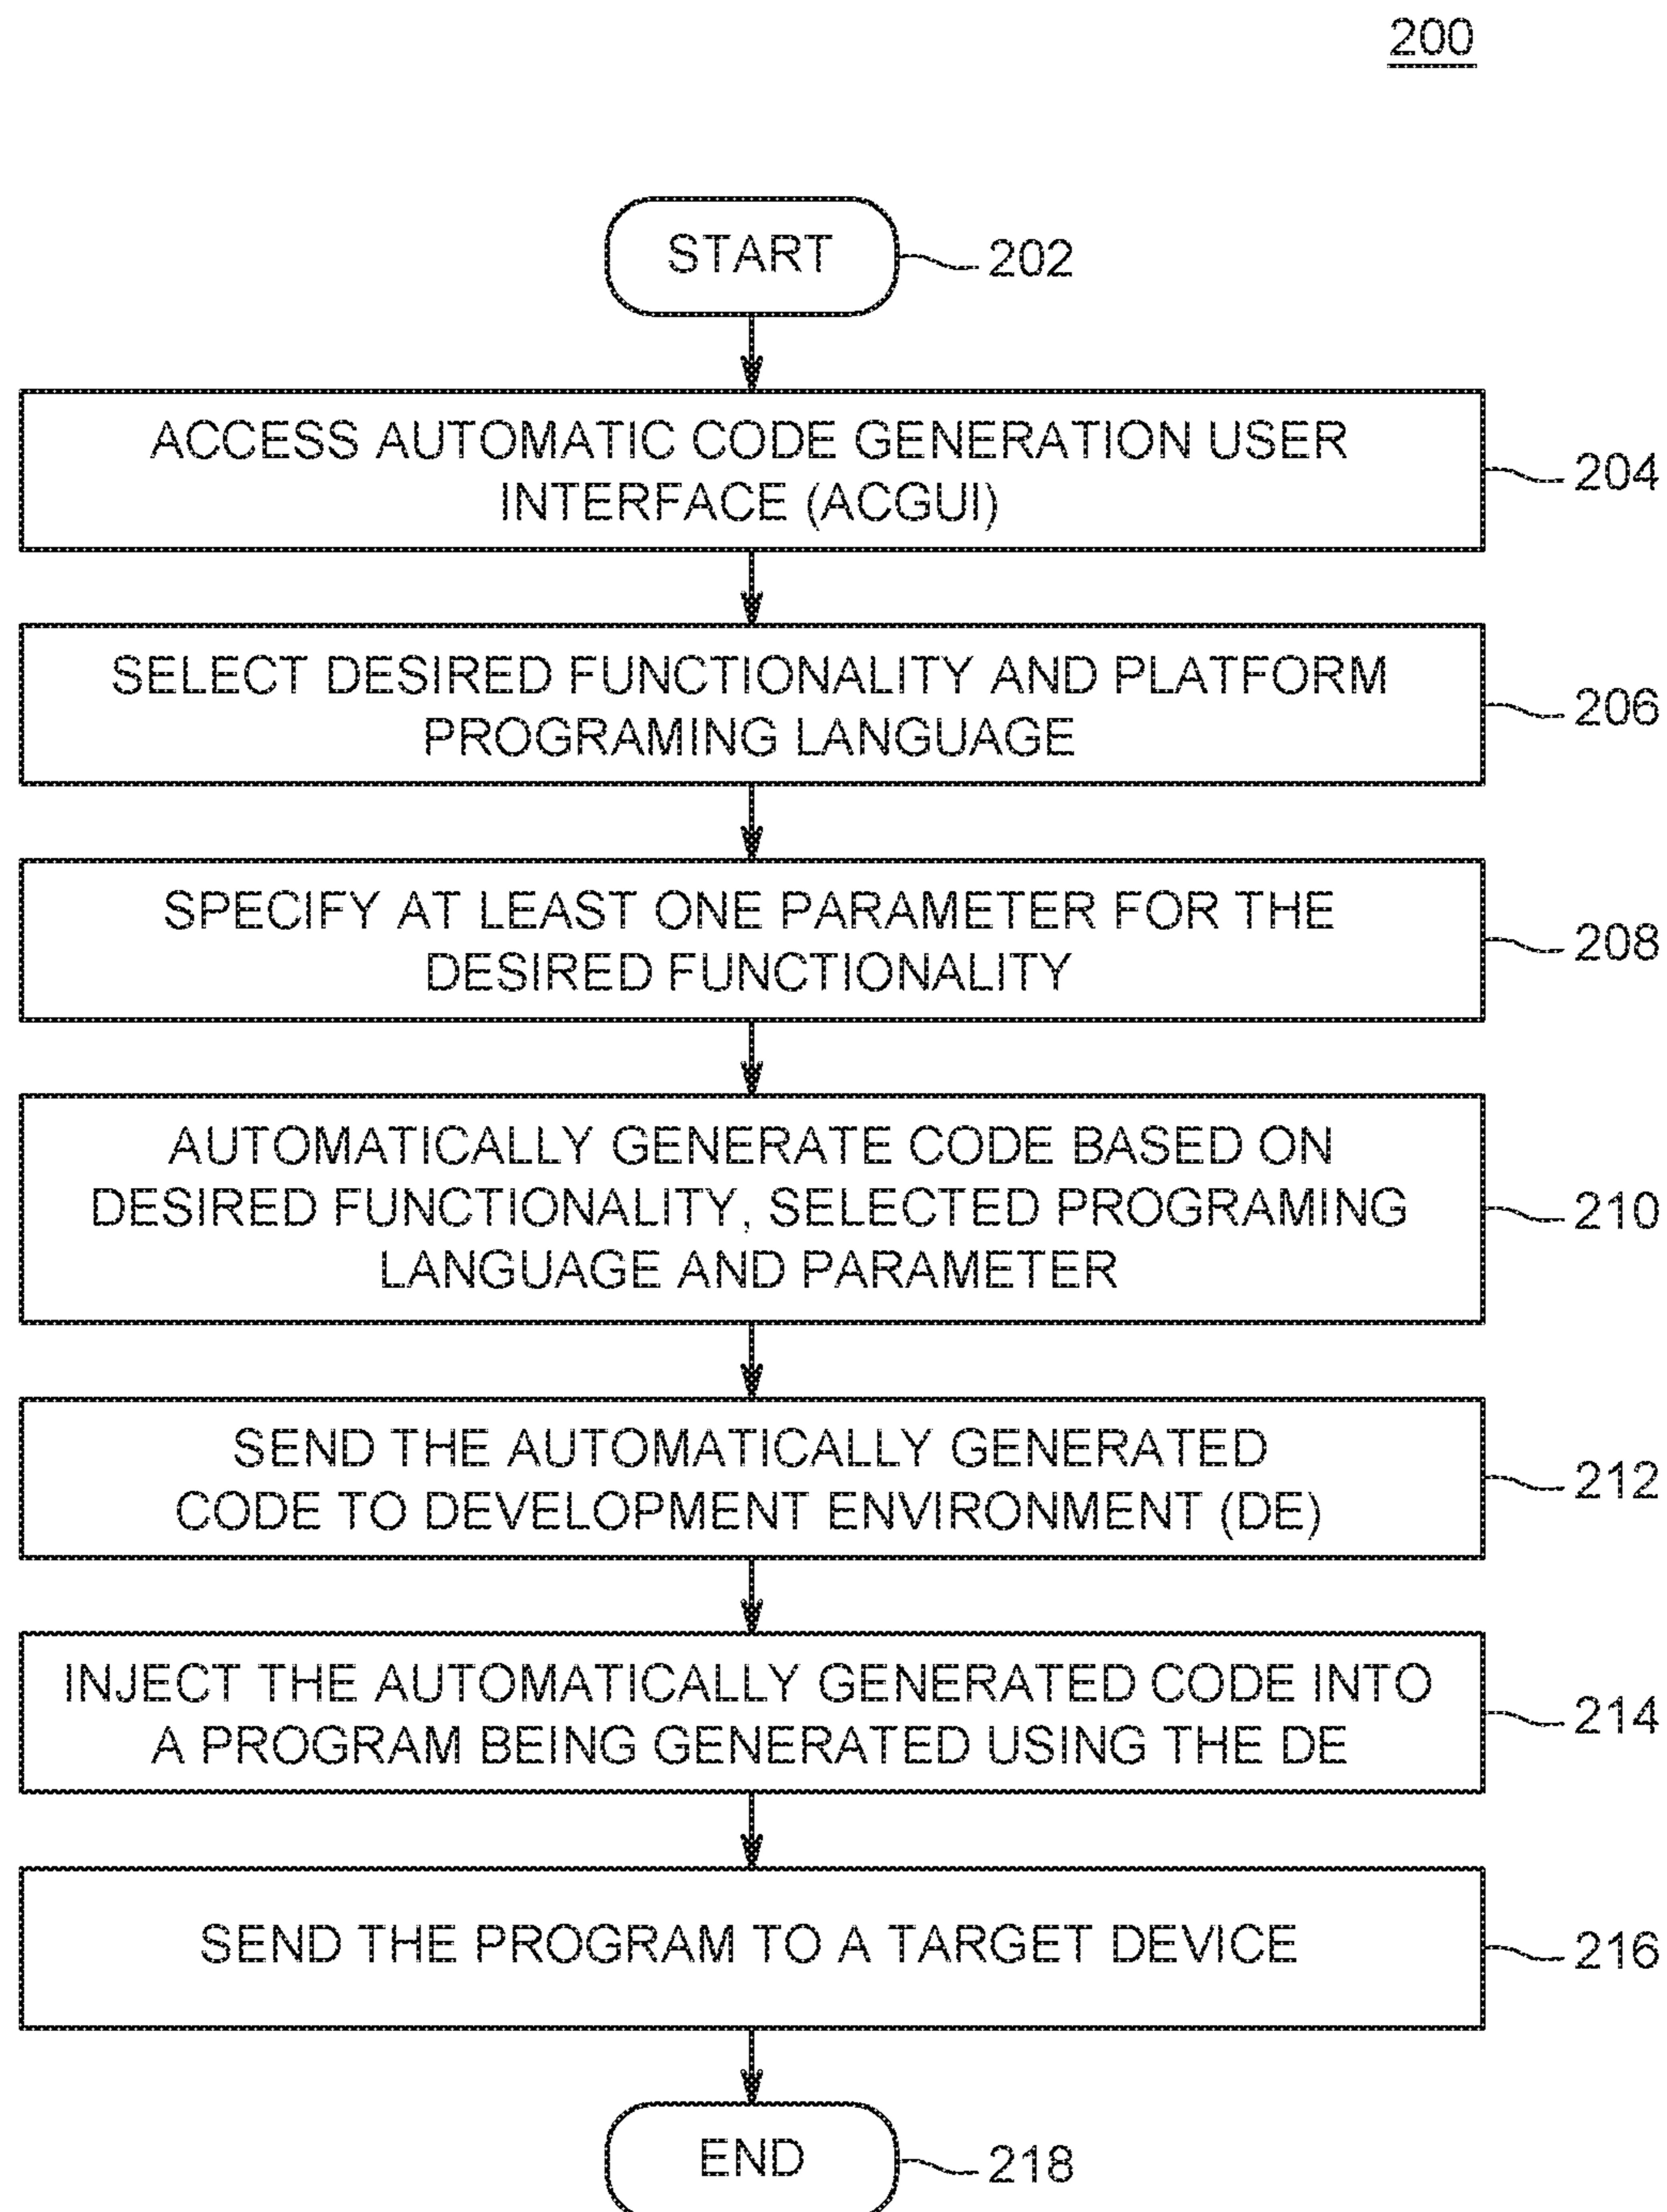 200
START
202
ACCESS AUTOMATIC CODE GENERATION USER
INTERFACE (ACGUI)
204
SELECT DESIRED FUNCTIONALITY AND PLATFORM
PROGRAMING LANGUAGE
206
SPECIFY AT LEAST ONE PARAMETER FOR THE
DESIRED FUNCTIONALITY
208
AUTOMATICALLY GENERATE CODE BASED ON
DESIRED FUNCTIONALITY, SELECTED PROGRAMING
LANGUAGE AND PARAMETER
210
SEND THE AUTOMATICALLY GENERATED
CODE TO DEVELOPMENT ENVIRONMENT (DE)
212
INJECT THE AUTOMATICALLY GENERATED CODE INTO
A PROGRAM BEING GENERATED USING THE DE
214
SEND THE PROGRAM TO A TARGET DEVICE
216
END
218